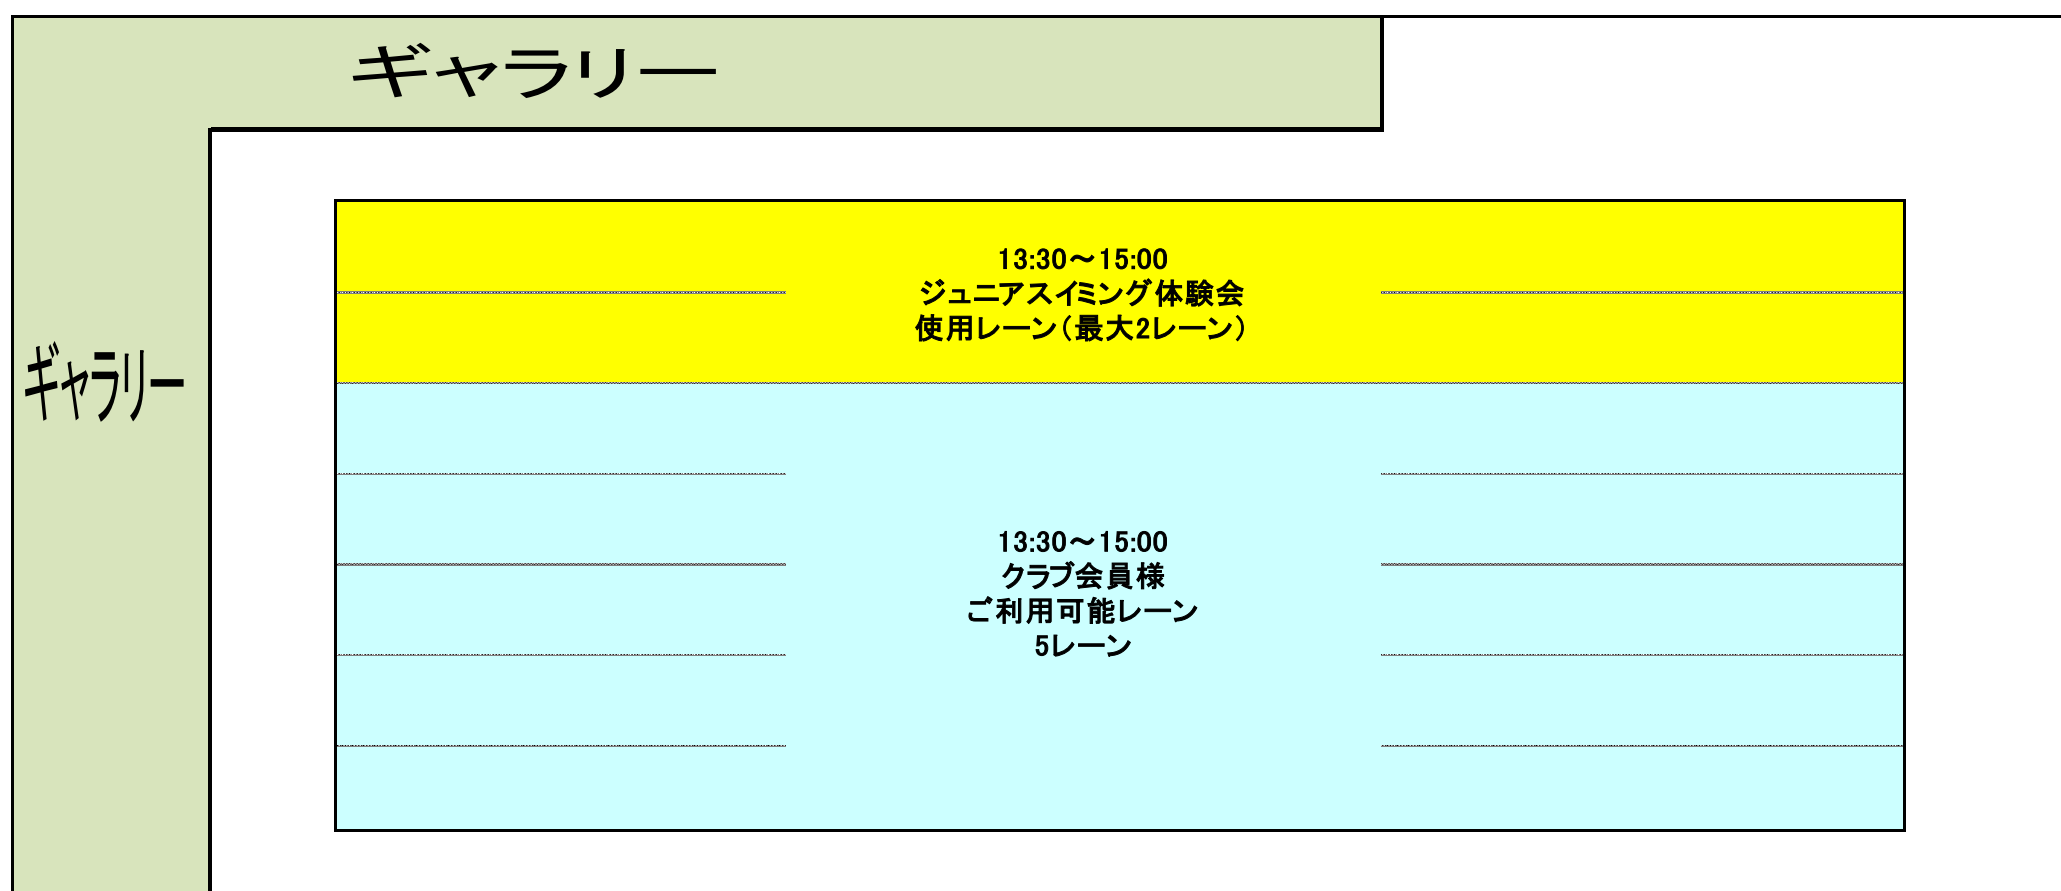 ギャラリー
ギャラリー
13:30～15:00
ジュニアスイミング体験会
使用レーン（最大2レーン）
13:30～15:00
クラブ会員様
ご利用可能レーン
5レーン